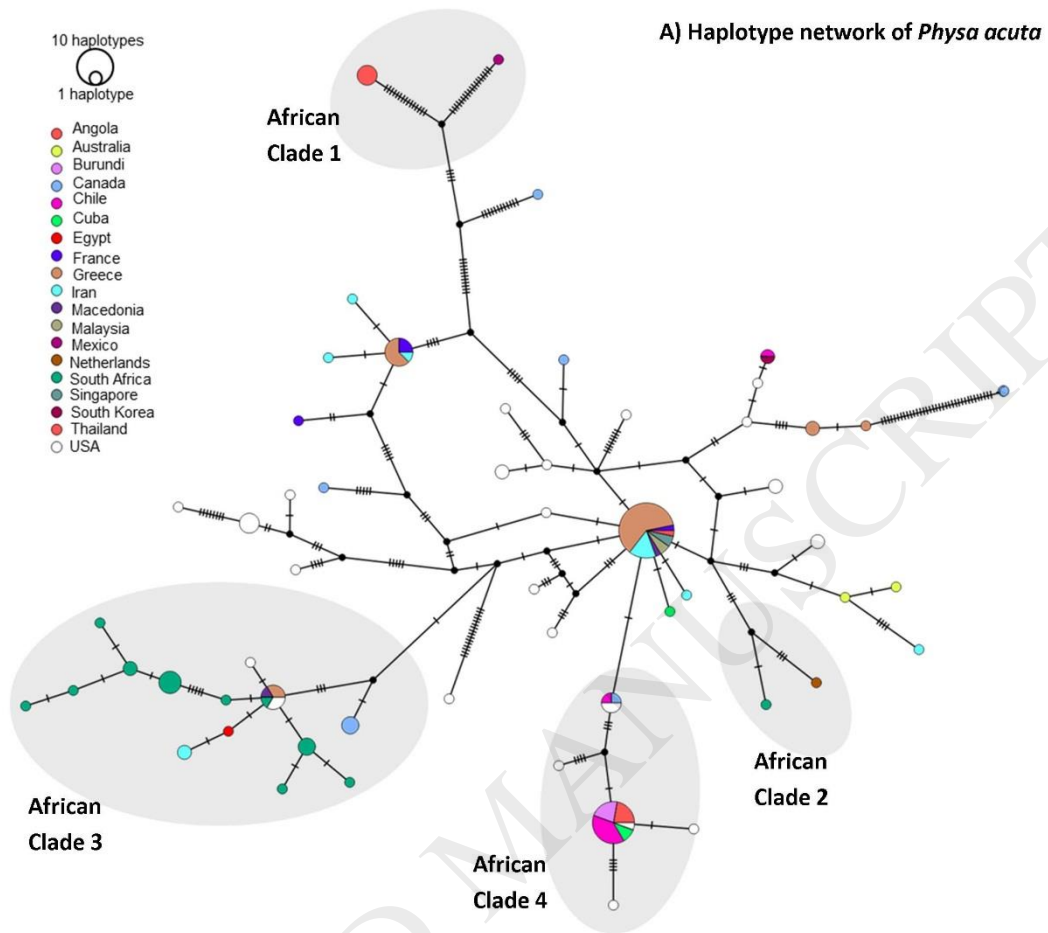 A) Haplotype network of Physa acuta
10 haplotypes
1 haplotype
Angola
Australia
Burundi
Canada
Chile
Cuba
Egypt
France
Greece
Iran
Macedonia
Malaysia
Mexico
Netherlands
South Africa
Singapore
South Korea
Thailand
USA
African
Clade 1
African
Clade 2
African
Clade 3
African
Clade 4
D MANUSCRIPT